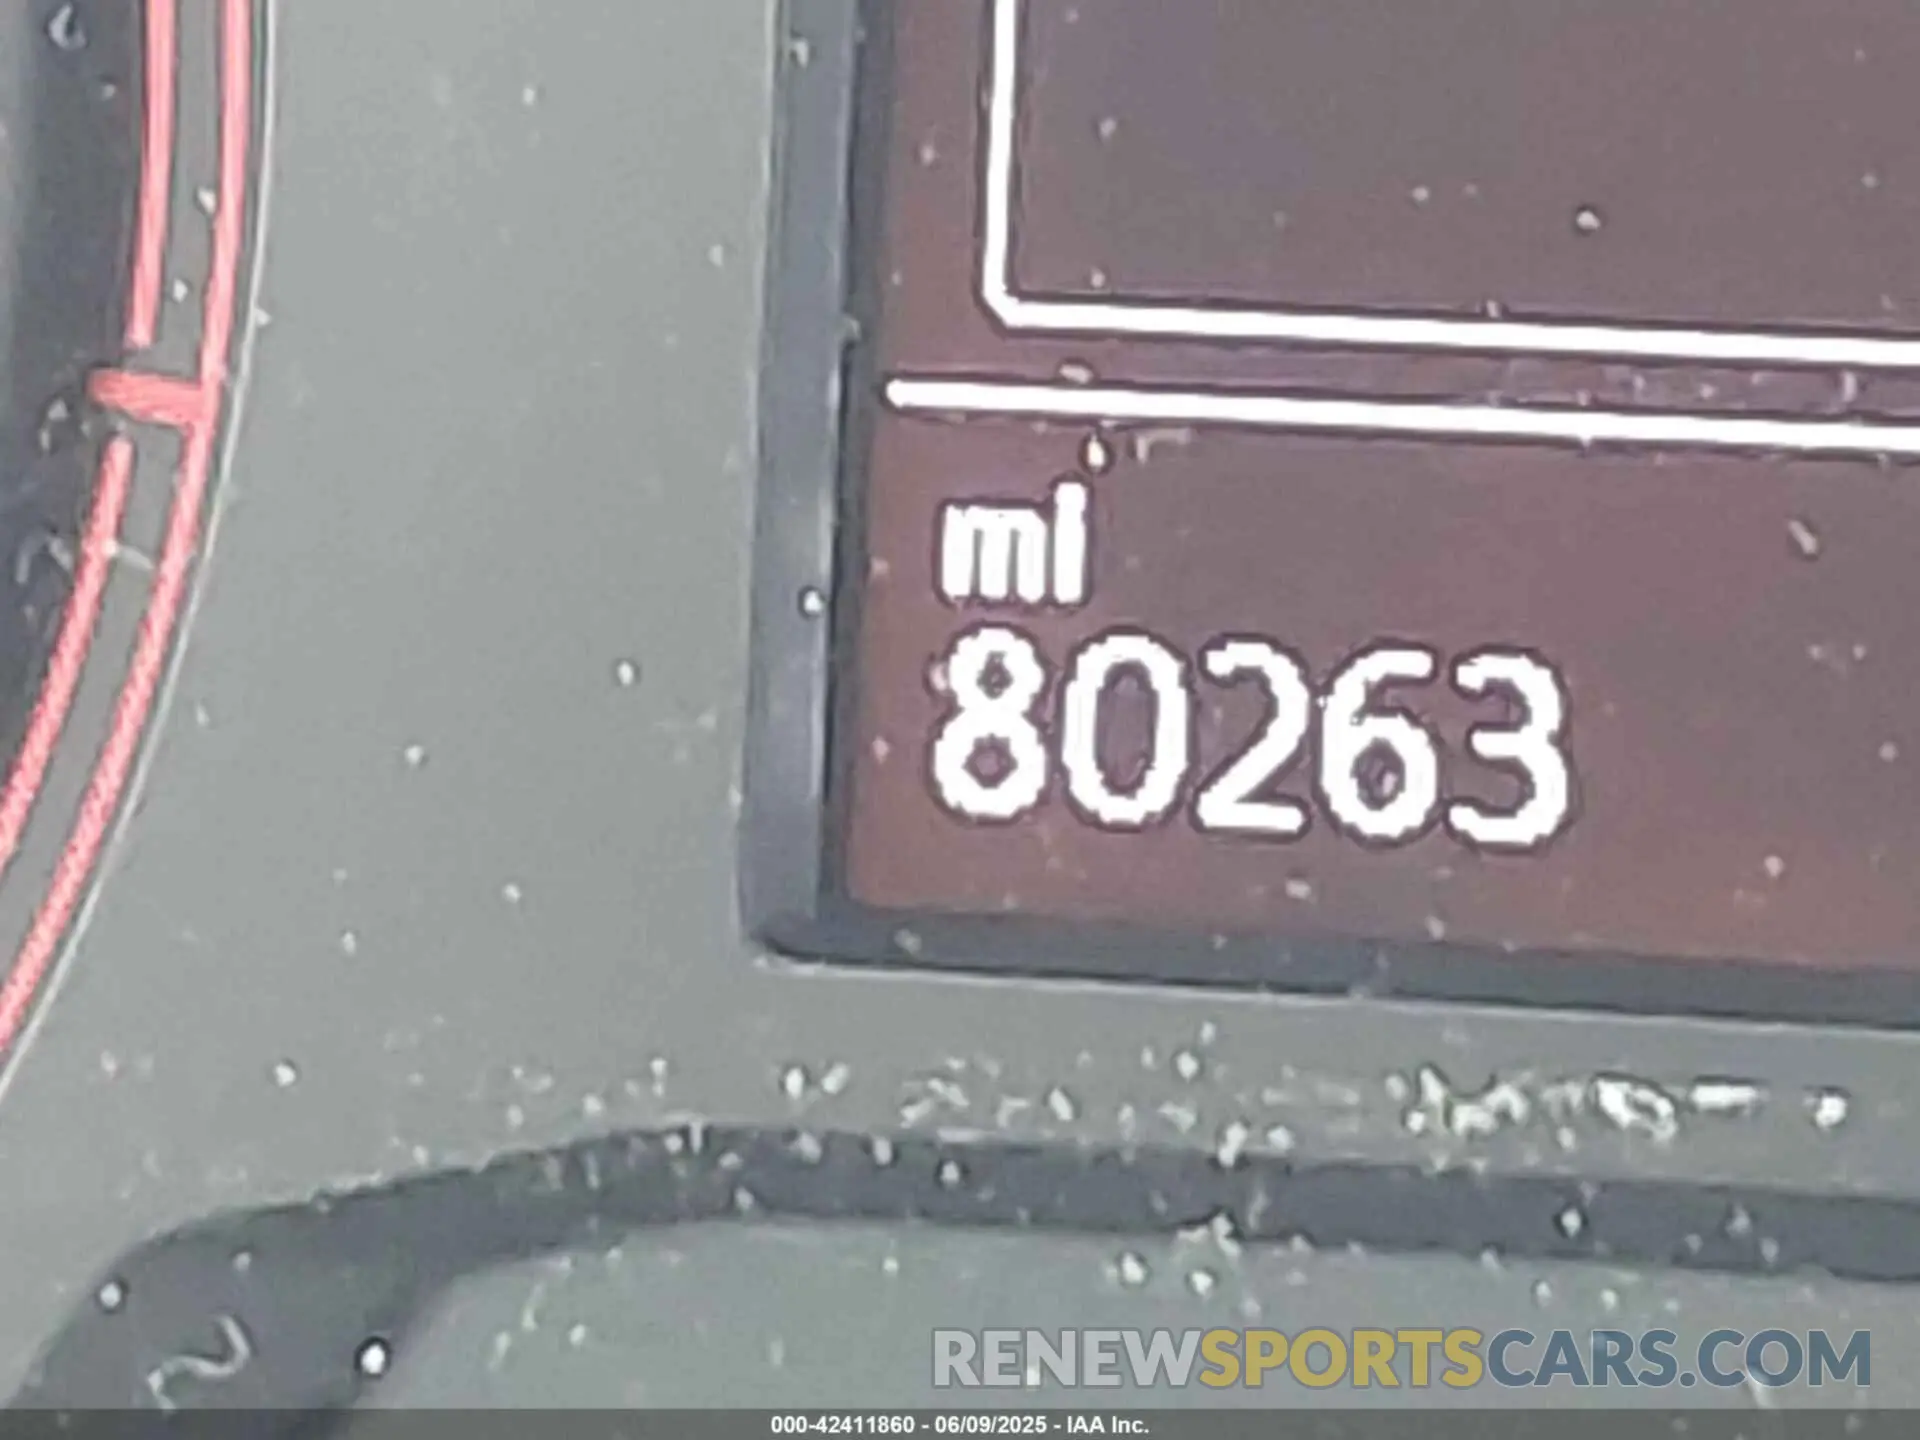 mi
80263
RENEWSPORTSCARS.COM
000-42411860 - 06/09/2025 - IAA Inc.